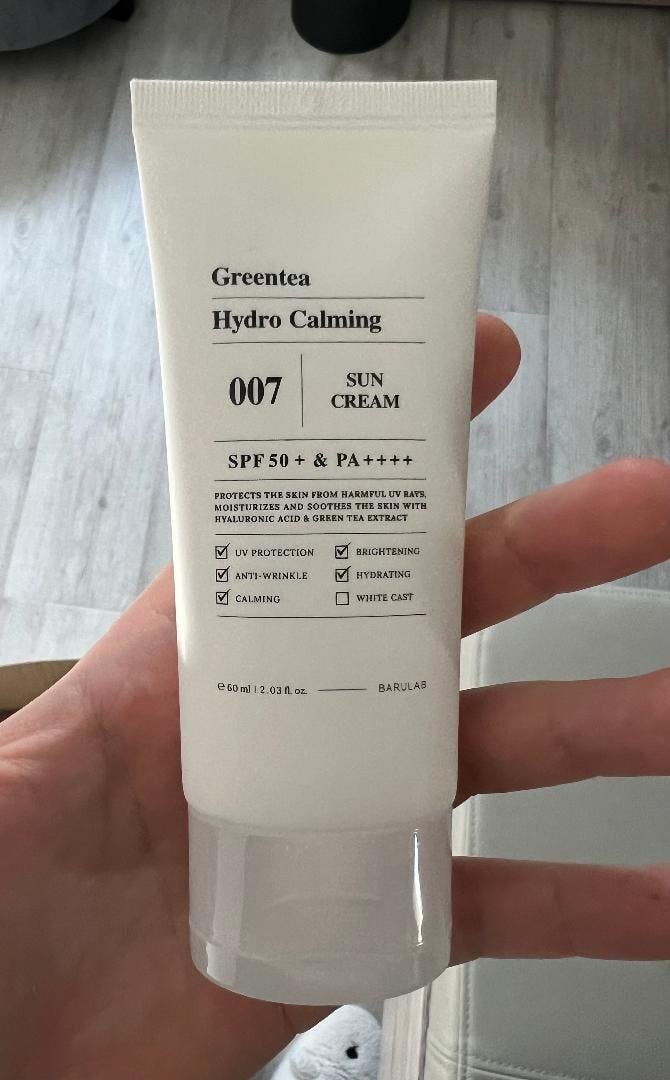 Greentea
Hydro Calming
007
SUN
CREAM
SPF 50 + & PA++++
PROTECTS THE SKIN FROM HARMFUL UV RAYS,
MOISTURIZES AND SOOTHES THE SKIN WITH
HYALURONIC ACID & GREEN TEA EXTRACT
☑ UV PROTECTION ☑ BRIGHTENING
☑ ANTI-WRINKLE ☑ HYDRATING
☑ CALMING ☐ WHITE CAST
℮ 60 ml | 2.03 fl. oz. BARULAB